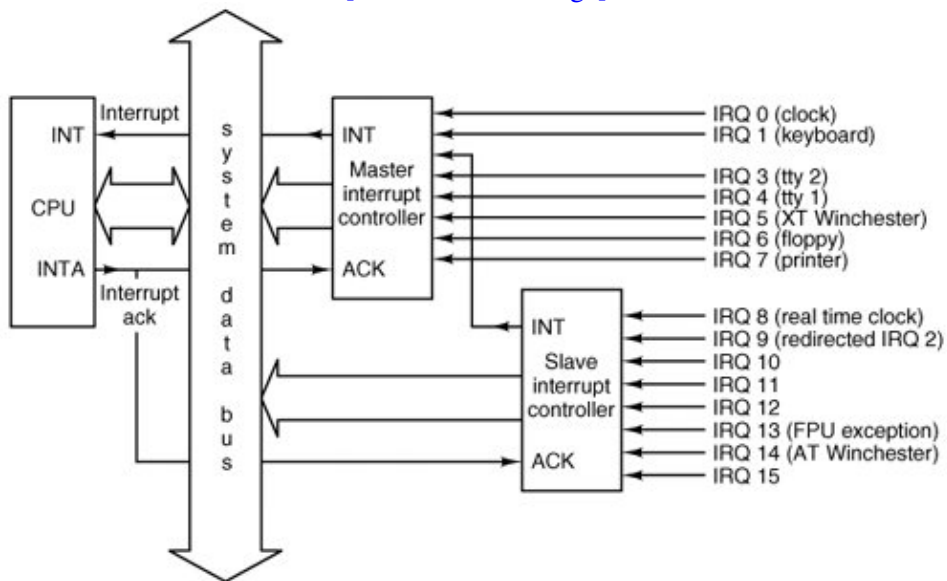 Interrupt
INT
CPU
INTA
Interrupt
ack
system data bus
INT
Master
interrupt
controller
ACK
IRQ 0 (clock)
IRQ 1 (keyboard)
IRQ 3 (tty 2)
IRQ 4 (tty 1)
IRQ 5 (XT Winchester)
IRQ 6 (floppy)
IRQ 7 (printer)
INT
Slave
interrupt
controller
ACK
IRQ 8 (real time clock)
IRQ 9 (redirected IRQ 2)
IRQ 10
IRQ 11
IRQ 12
IRQ 13 (FPU exception)
IRQ 14 (AT Winchester)
IRQ 15